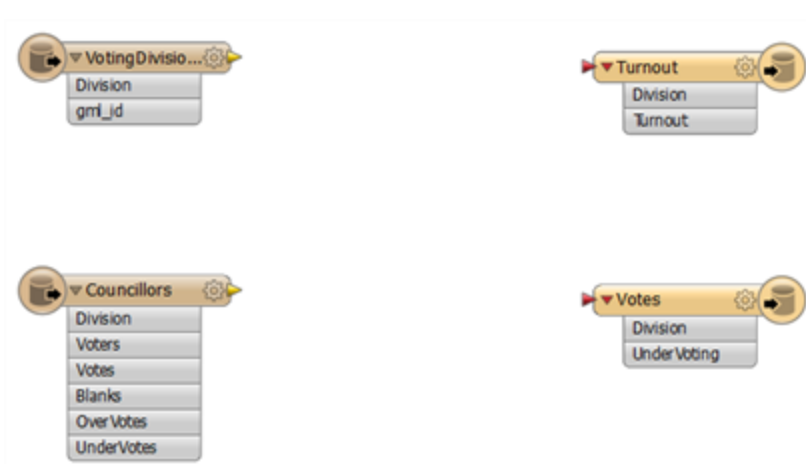 VotingDivisio...
Division
gml_id
Turnout
Division
Turnout
Councillors
Division
Voters
Votes
Blanks
OverVotes
UnderVotes
Votes
Division
UnderVoting